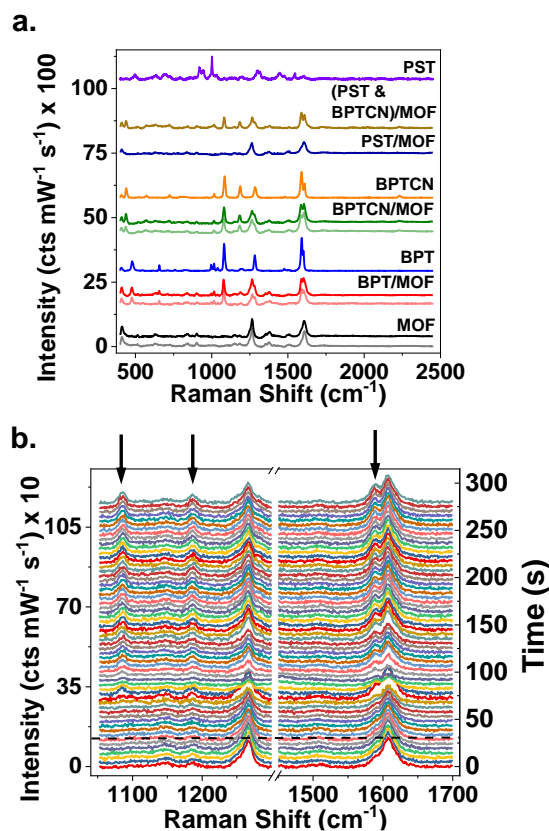 a.
Intensity (cts mW⁻¹ s⁻¹) x 100
100
75
50
25
0
PST
(PST &
BPTCN)/MOF
PST/MOF
BPTCN
BPTCN/MOF
BPT
BPT/MOF
MOF
500 1000 1500 2000 2500
Raman Shift (cm⁻¹)
b.
Intensity (cts mW⁻¹ s⁻¹) x 10
105
70
35
0
300
250
200
150
100
50
0
Time (s)
1100 1200 1500 1600 1700
Raman Shift (cm⁻¹)